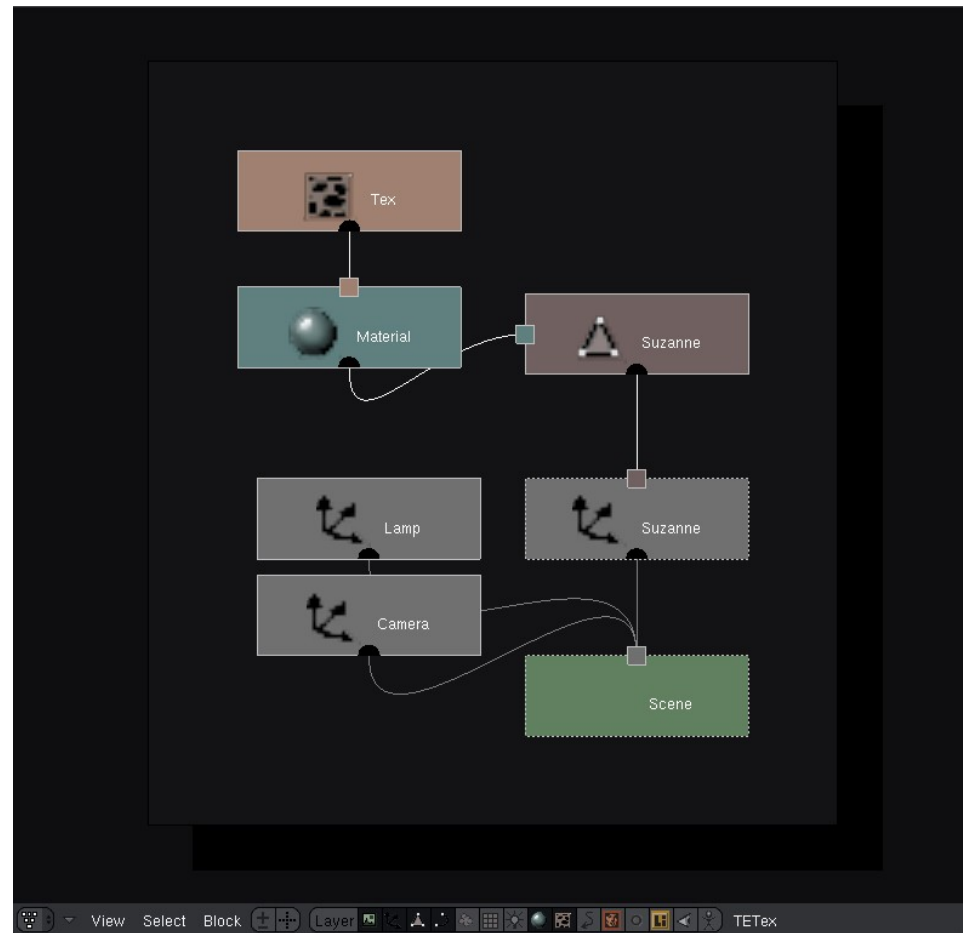 Tex
Material
Suzanne
Lamp
Suzanne
Camera
Scene
View Select Block Layer TETex